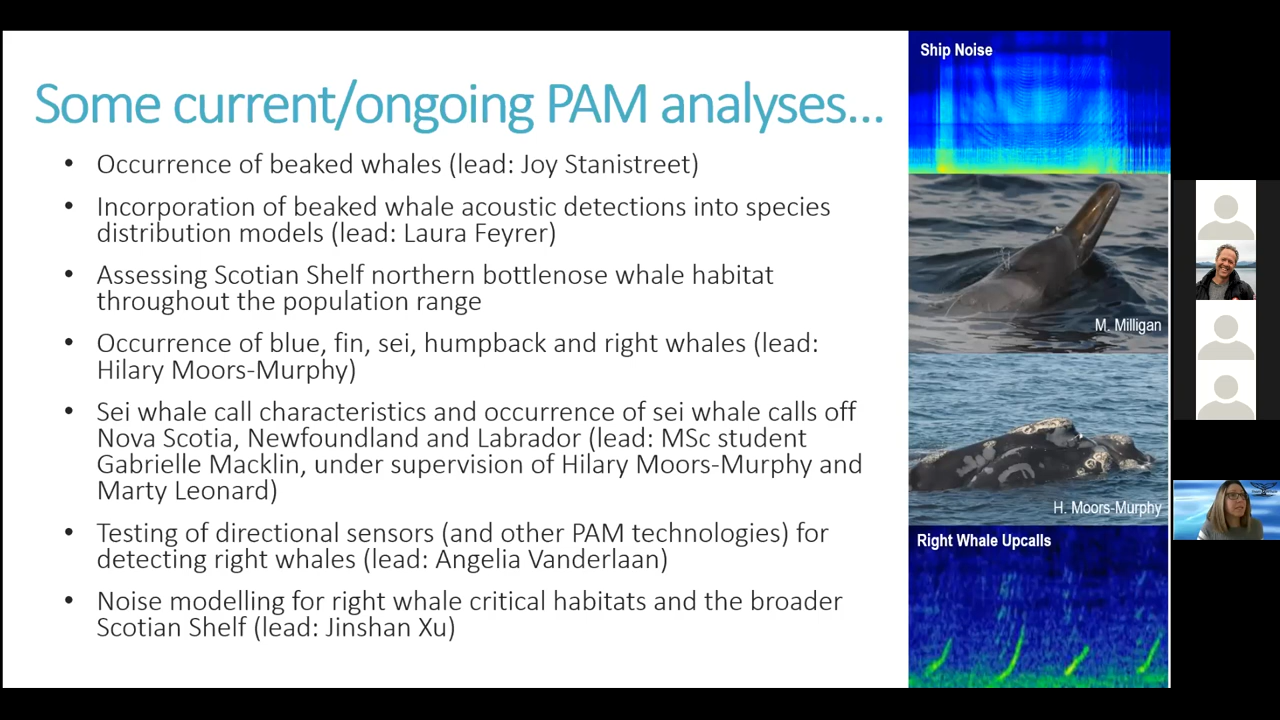 Some current/ongoing PAM analyses...
• Occurrence of beaked whales (lead: Joy Stanistreet)
• Incorporation of beaked whale acoustic detections into species
distribution models (lead: Laura Feyrer)
• Assessing Scotian Shelf northern bottlenose whale habitat
throughout the population range
• Occurrence of blue, fin, sei, humpback and right whales (lead:
Hilary Moors-Murphy)
• Sei whale call characteristics and occurrence of sei whale calls off
Nova Scotia, Newfoundland and Labrador (lead: MSc student
Gabrielle Macklin, under supervision of Hilary Moors-Murphy and
Marty Leonard)
• Testing of directional sensors (and other PAM technologies) for
detecting right whales (lead: Angelia Vanderlaan)
• Noise modelling for right whale critical habitats and the broader
Scotian Shelf (lead: Jinshan Xu)
Ship Noise
M. Milligan
H. Moors-Murphy
Right Whale Upcalls